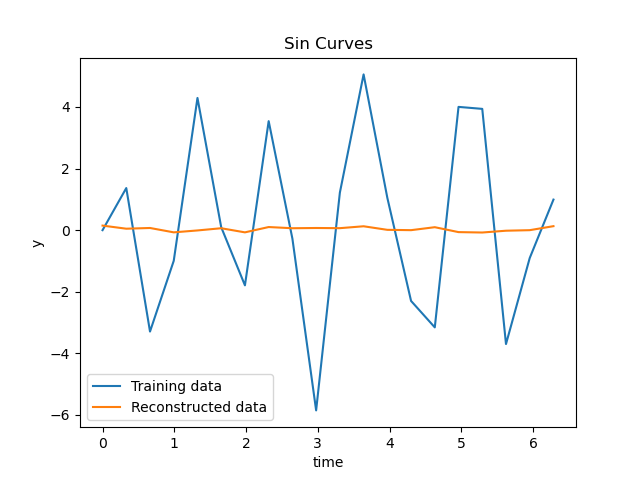 Sin Curves
y
4
2
0
−2
−4
−6
Training data
Reconstructed data
0 1 2 3 4 5 6
time